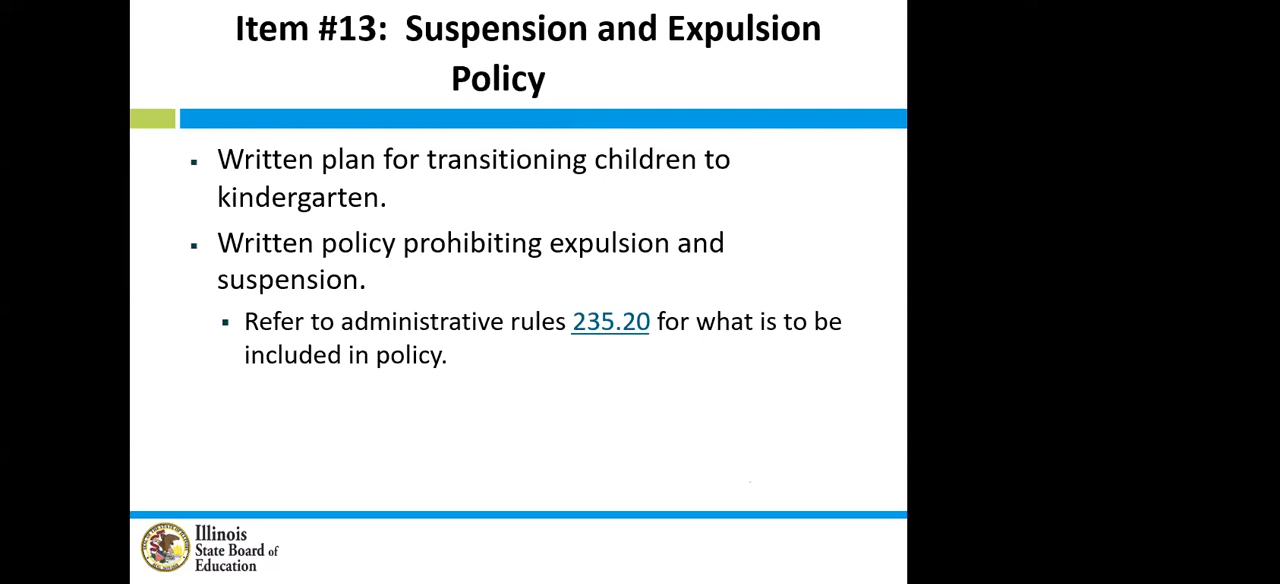 Item #13:  Suspension and Expulsion
Policy
▪ Written plan for transitioning children to
kindergarten.
▪ Written policy prohibiting expulsion and
suspension.
▪ Refer to administrative rules 235.20 for what is to be
included in policy.
Illinois
State Board of
Education